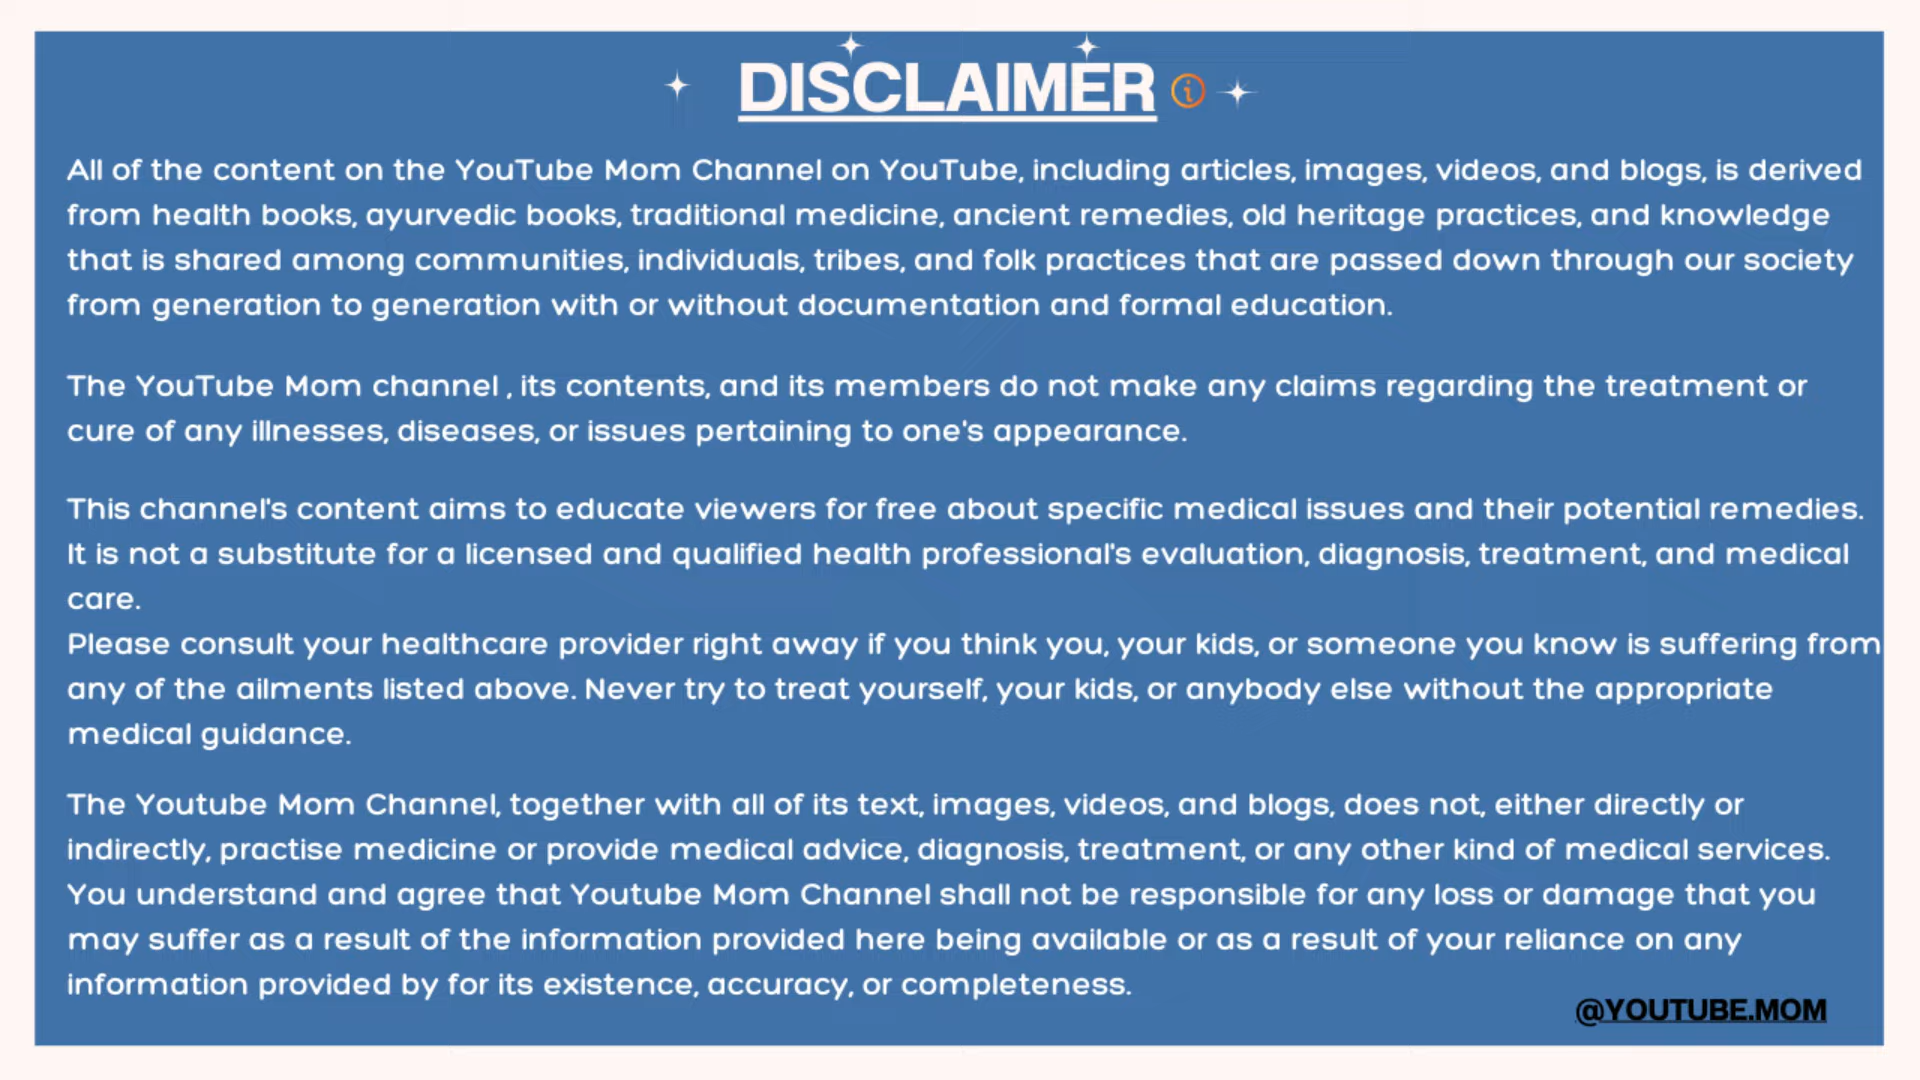 DISCLAIMER
All of the content on the YouTube Mom Channel on YouTube, including articles, images, videos, and blogs, is derived
from health books, ayurvedic books, traditional medicine, ancient remedies, old heritage practices, and knowledge
that is shared among communities, individuals, tribes, and folk practices that are passed down through our society
from generation to generation with or without documentation and formal education.
The YouTube Mom channel , its contents, and its members do not make any claims regarding the treatment or
cure of any illnesses, diseases, or issues pertaining to one's appearance.
This channel's content aims to educate viewers for free about specific medical issues and their potential remedies.
It is not a substitute for a licensed and qualified health professional's evaluation, diagnosis, treatment, and medical
care.
Please consult your healthcare provider right away if you think you, your kids, or someone you know is suffering from
any of the ailments listed above. Never try to treat yourself, your kids, or anybody else without the appropriate
medical guidance.
The Youtube Mom Channel, together with all of its text, images, videos, and blogs, does not, either directly or
indirectly, practise medicine or provide medical advice, diagnosis, treatment, or any other kind of medical services.
You understand and agree that Youtube Mom Channel shall not be responsible for any loss or damage that you
may suffer as a result of the information provided here being available or as a result of your reliance on any
information provided by for its existence, accuracy, or completeness.
@YOUTUBE.MOM